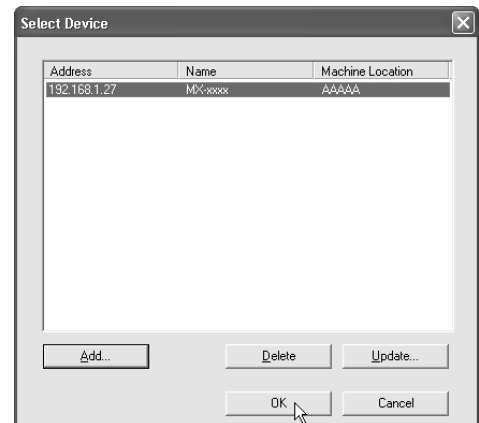 Select Device
Address Name Machine Location
192.168.1.27 MX-xxxx AAAAA
Add... Delete Update...
OK Cancel